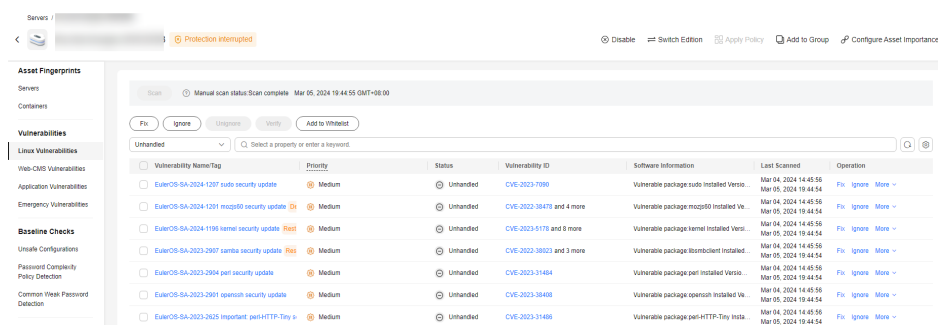 Servers /
Protection interrupted
Disable Switch Edition Apply Policy Add to Group Configure Asset Importance
Asset Fingerprints
Servers
Containers
Vulnerabilities
Linux Vulnerabilities
Web-CMS Vulnerabilities
Application Vulnerabilities
Emergency Vulnerabilities
Baseline Checks
Unsafe Configurations
Password Complexity
Policy Detection
Common Weak Password
Detection
Scan Manual scan status:Scan complete Mar 05, 2024 19:44:55 GMT+08:00
Fix Ignore Unignore Verify Add to Whitelist
Unhandled Select a property or enter a keyword.
Vulnerability Name/Tag Priority Status Vulnerability ID Software Information Last Scanned Operation
EulerOS-SA-2024-1207 sudo security update Medium Unhandled CVE-2023-7090 Vulnerable package:sudo Installed Versio... Mar 04, 2024 14:45:56 Fix Ignore More
Mar 05, 2024 19:44:54
EulerOS-SA-2024-1201 mozjs60 security update Medium Unhandled CVE-2022-38478 and 4 more Vulnerable package:mozjs60 Installed Ve... Mar 04, 2024 14:45:56 Fix Ignore More
Mar 05, 2024 19:44:54
EulerOS-SA-2024-1196 kernel security update Rest Medium Unhandled CVE-2023-5178 and 8 more Vulnerable package:kernel Installed Versi... Mar 04, 2024 14:45:56 Fix Ignore More
Mar 05, 2024 19:44:54
EulerOS-SA-2023-2907 samba security update Res Medium Unhandled CVE-2022-38023 and 3 more Vulnerable package:libsmbclient Installed... Mar 04, 2024 14:45:56 Fix Ignore More
Mar 05, 2024 19:44:54
EulerOS-SA-2023-2904 perl security update Medium Unhandled CVE-2023-31484 Vulnerable package:perl Installed Versio... Mar 04, 2024 14:45:56 Fix Ignore More
Mar 05, 2024 19:44:54
EulerOS-SA-2023-2901 openssh security update Medium Unhandled CVE-2023-38408 Vulnerable package:openssh Installed Ve... Mar 04, 2024 14:45:56 Fix Ignore More
Mar 05, 2024 19:44:54
EulerOS-SA-2023-2625 Important: perl-HTTP-Tiny Medium Unhandled CVE-2023-31486 Vulnerable package:perl-HTTP-Tiny Insta... Mar 04, 2024 14:45:56 Fix Ignore More
Mar 05, 2024 19:44:54